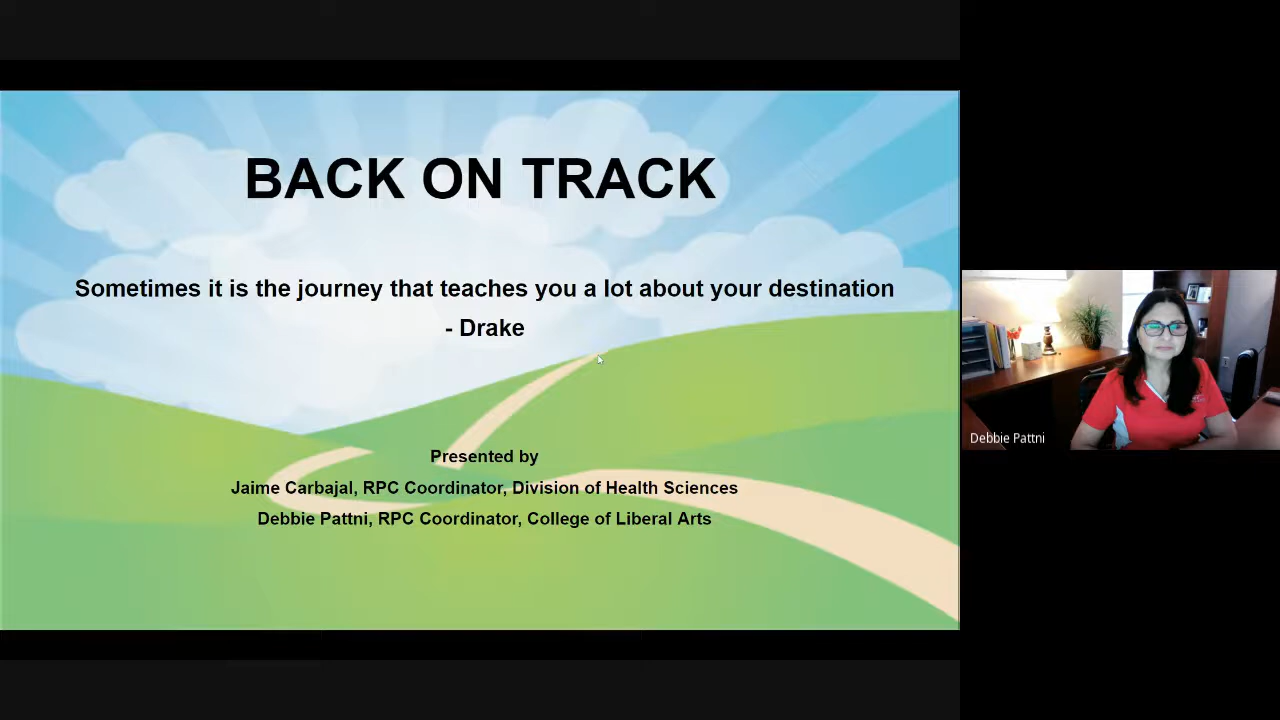 BACK ON TRACK
Sometimes it is the journey that teaches you a lot about your destination
- Drake
Presented by
Jaime Carbajal, RPC Coordinator, Division of Health Sciences
Debbie Pattni, RPC Coordinator, College of Liberal Arts
Debbie Pattni